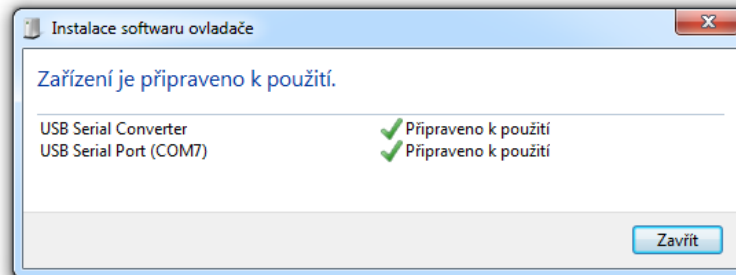 Instalace softwaru ovladače
Zařízení je připraveno k použití.
USB Serial Converter Připraveno k použití
USB Serial Port (COM7) Připraveno k použití
Zavřít